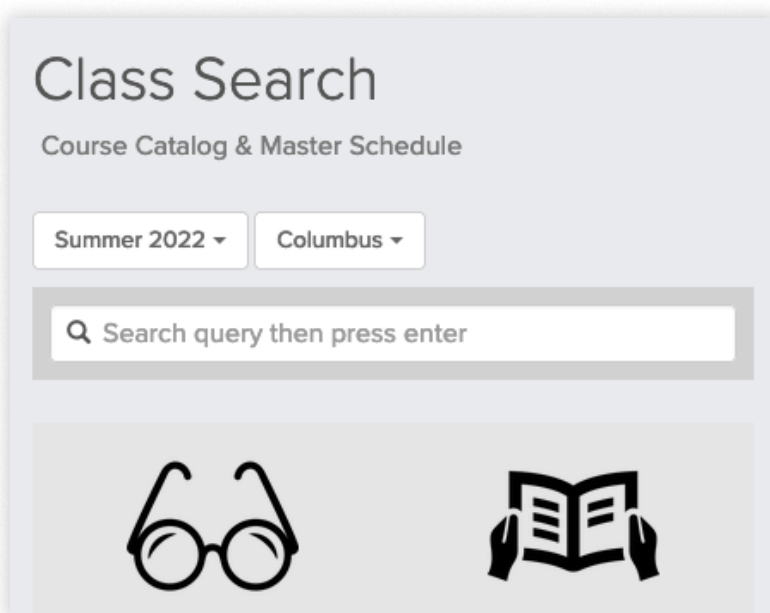 Class Search
Course Catalog & Master Schedule
Summer 2022 Columbus
Search query then press enter